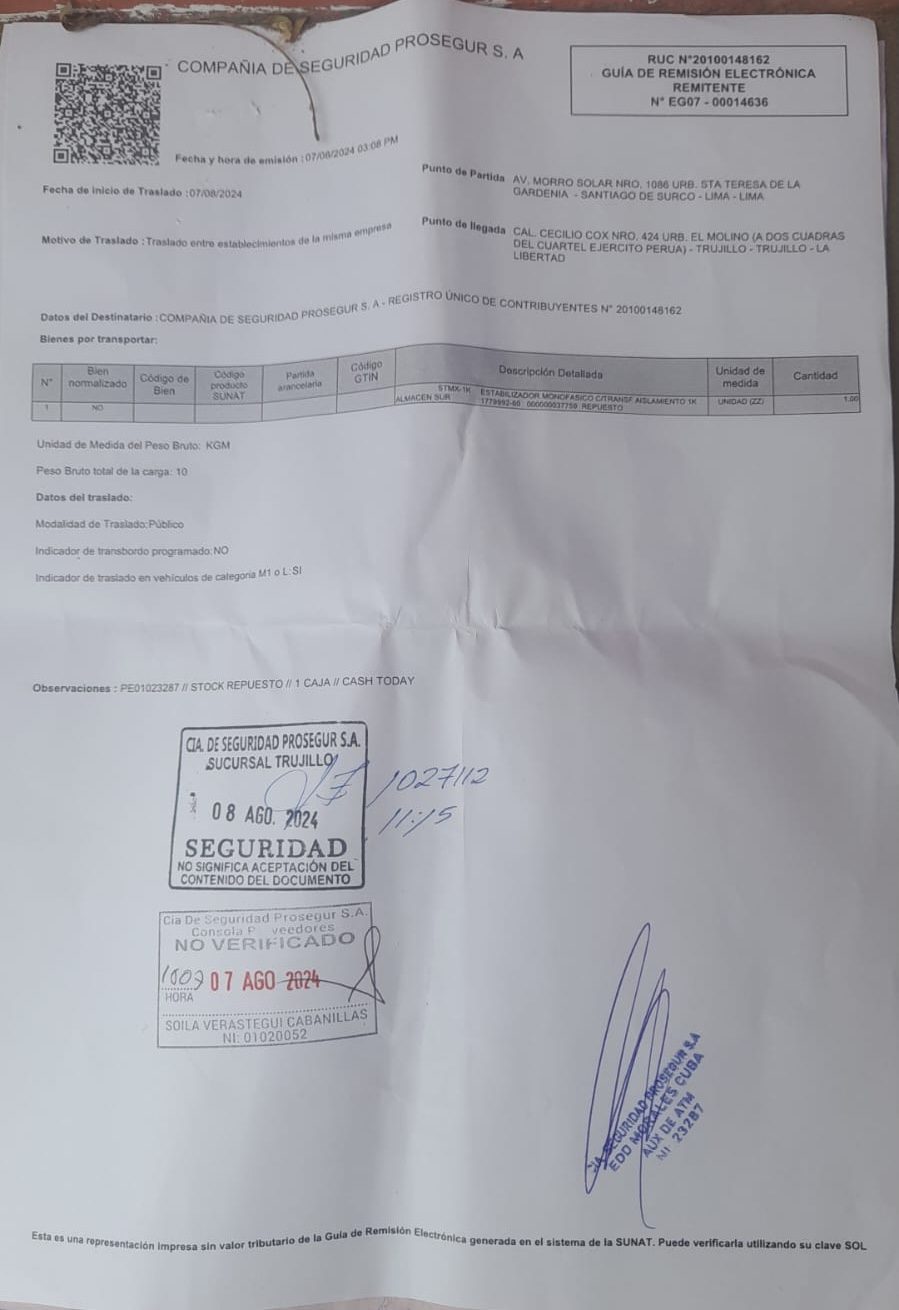 COMPAÑIA DE SEGURIDAD PROSEGUR S. A
RUC N°20100148162
GUÍA DE REMISIÓN ELECTRÓNICA
REMITENTE
N° EG07 - 00014636
Fecha y hora de emisión : 07/08/2024 03:08 PM
Fecha de inicio de Traslado : 07/08/2024
Punto de Partida AV. MORRO SOLAR NRO. 1086 URB. STA TERESA DE LA
GARDENIA - SANTIAGO DE SURCO - LIMA - LIMA
Motivo de Traslado : Traslado entre establecimientos de la misma empresa
Punto de llegada CAL. CECILIO COX NRO. 424 URB. EL MOLINO (A DOS CUADRAS
DEL CUARTEL EJERCITO PERUA) - TRUJILLO - TRUJILLO - LA
LIBERTAD
Datos del Destinatario : COMPAÑIA DE SEGURIDAD PROSEGUR S. A - REGISTRO ÚNICO DE CONTRIBUYENTES N° 20100148162
Bienes por transportar:
N° Bien normalizado Código de Bien Código producto SUNAT Partida arancelaria Código GTIN Descripción Detallada Unidad de medida Cantidad
1 NO STMX-1K ESTABILIZADOR MONOFASICO C/TRANSF AISLAMIENTO 1K UNIDAD (ZZ) 1.00
ALMACEN SUR 1779992-60 000000037759 REPUESTO
Unidad de Medida del Peso Bruto: KGM
Peso Bruto total de la carga: 10
Datos del traslado:
Modalidad de Traslado: Público
Indicador de transbordo programado: NO
Indicador de traslado en vehículos de categoría M1 o L: SI
Observaciones : PE01023287 // STOCK REPUESTO // 1 CAJA // CASH TODAY
CIA. DE SEGURIDAD PROSEGUR S.A.
SUCURSAL TRUJILLO
08 AGO. 2024
SEGURIDAD
NO SIGNIFICA ACEPTACIÓN DEL
CONTENIDO DEL DOCUMENTO
1027112
11:15
Cia De Seguridad Prosegur S.A.
Consola P veedores
NO VERIFICADO
07 AGO 2024
HORA
SOILA VERASTEGUI CABANILLAS
NI: 01020052
SEGURIDAD PROSEGUR S.A
EDD MORALES CUBA
AUX DE ATM
NI: 23287
Esta es una representación impresa sin valor tributario de la Guía de Remisión Electrónica generada en el sistema de la SUNAT. Puede verificarla utilizando su clave SOL